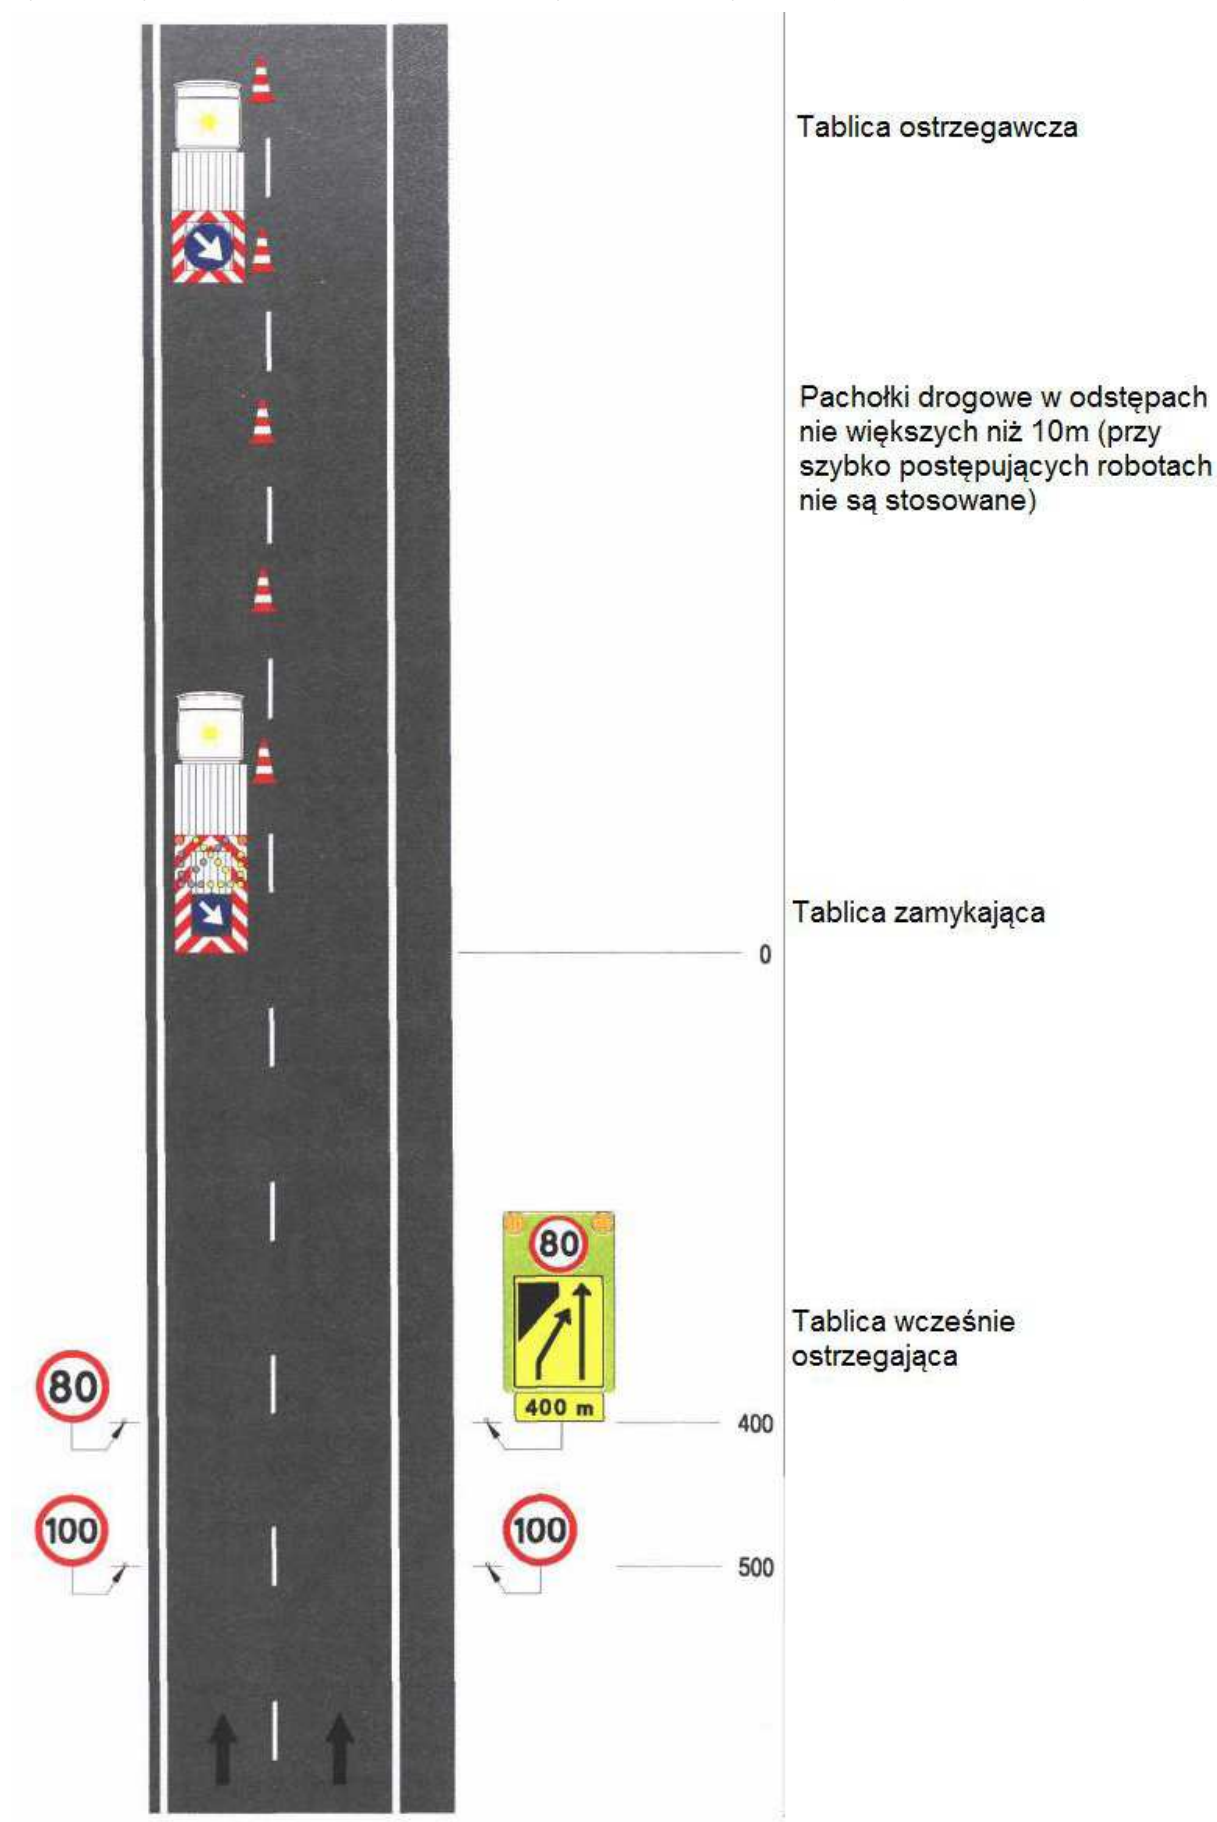 Tablica ostrzegawcza
Pachołki drogowe w odstępach
nie większych niż 10m (przy
szybko postępujących robotach
nie są stosowane)
Tablica zamykająca
0
80
Tablica wcześnie
ostrzegająca
80
400 m
400
100
100
500